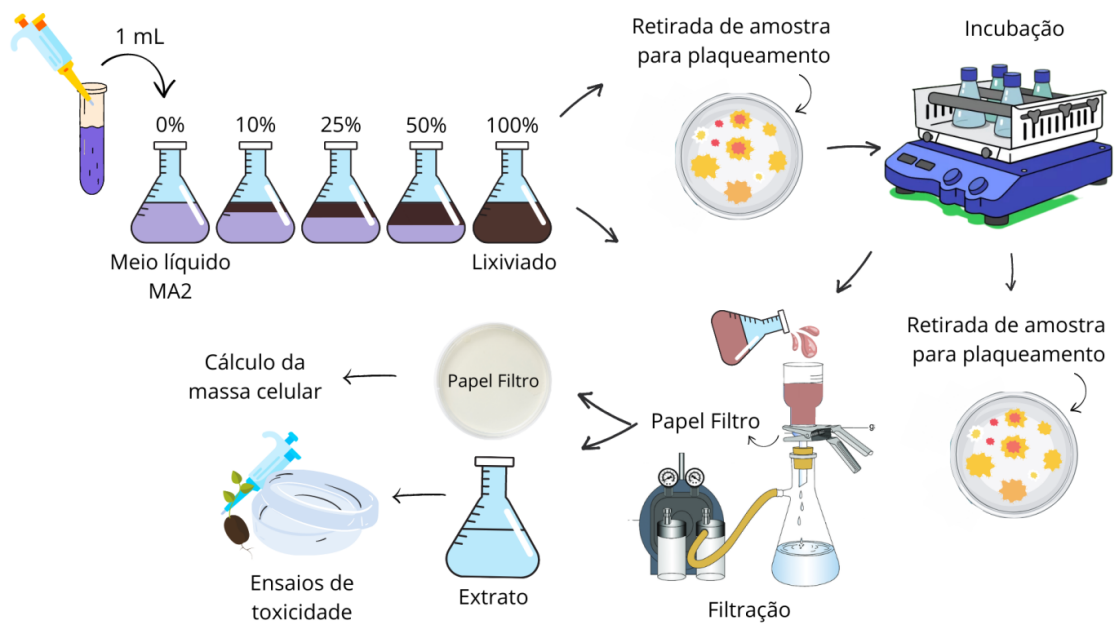 1 mL
0%
10%
25%
50%
100%
Meio líquido
MA2
Lixiviado
Retirada de amostra
para plaqueamento
Incubação
Retirada de amostra
para plaqueamento
Papel Filtro
Filtração
Papel Filtro
Cálculo da
massa celular
Extrato
Ensaios de
toxicidade